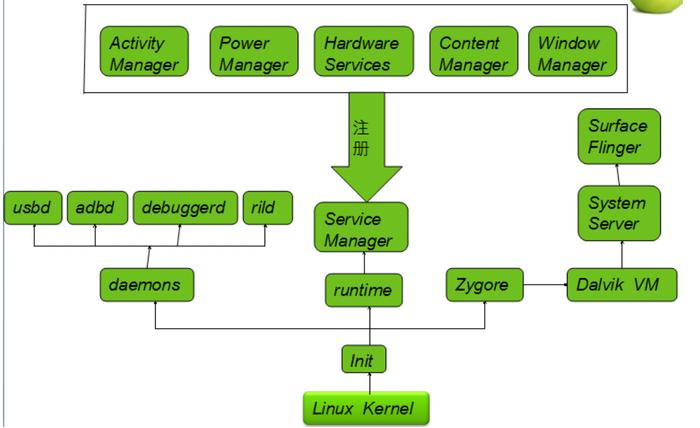 Activity
Manager
Power
Manager
Hardware
Services
Content
Manager
Window
Manager
注
册
Surface
Flinger
usbd
adbd
debuggerd
rild
Service
Manager
System
Server
daemons
runtime
Zygore
Dalvik VM
Init
Linux Kernel